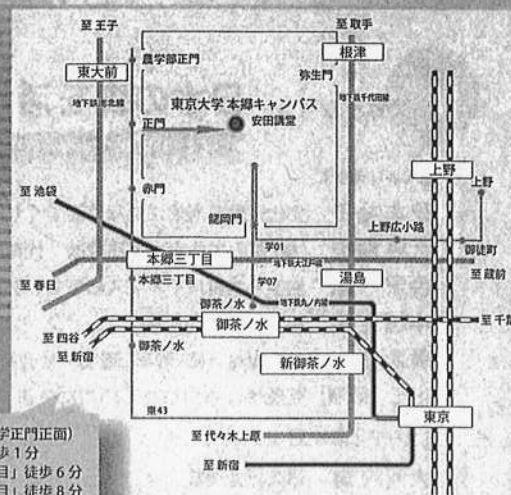 至 王子
至 取手
東大前
農学部正門
根津
弥生門
地下鉄南北線
東京大学 本郷キャンパス
地下鉄千代田線
正門
安田講堂
上野
上野
至 池袋
赤門
龍岡門
上野広小路
学01
御徒町
本郷三丁目
地下鉄大江戸線
至 蔵前
本郷三丁目
湯島
至 春日
学07
御茶ノ水
地下鉄丸ノ内線
御茶ノ水
至 千葉
至 四谷
至 新宿
御茶ノ水
新御茶ノ水
東43
東京
至 代々木上原
至 新宿
学正門正面)
歩1分
目」徒歩6分
目」徒歩8分